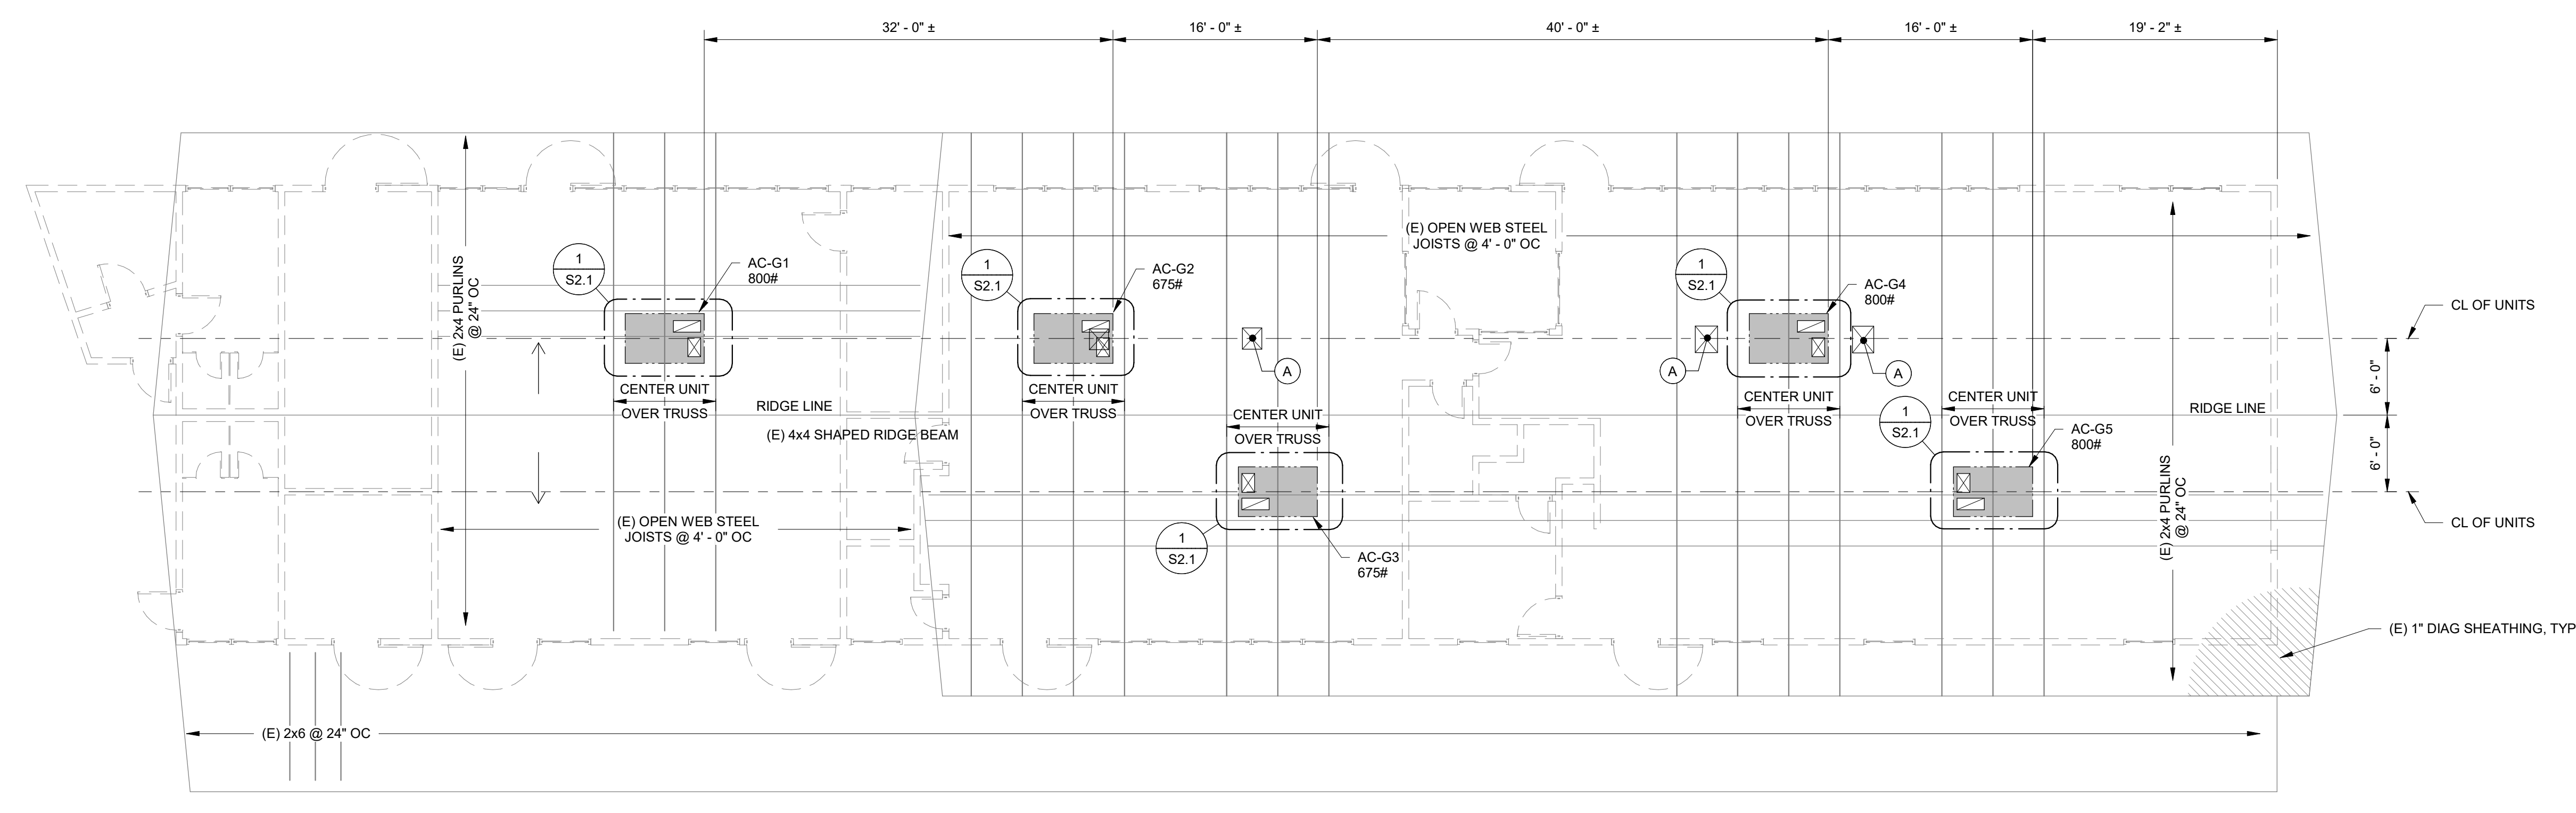 32' - 0" ±
16' - 0" ±
40' - 0" ±
16' - 0" ±
19' - 2" ±
(E) 2x4 PURLINS
@ 24" OC
1
S2.1
AC-G1
800#
CENTER UNIT
OVER TRUSS
1
S2.1
AC-G2
675#
CENTER UNIT
OVER TRUSS
A
(E) OPEN WEB STEEL
JOISTS @ 4' - 0" OC
1
S2.1
AC-G4
800#
A
A
CENTER UNIT
OVER TRUSS
CL OF UNITS
6' - 0"
6' - 0"
CL OF UNITS
RIDGE LINE
(E) 4x4 SHAPED RIDGE BEAM
CENTER UNIT
OVER TRUSS
1
S2.1
AC-G3
675#
CENTER UNIT
OVER TRUSS
1
S2.1
AC-G5
800#
RIDGE LINE
(E) OPEN WEB STEEL
JOISTS @ 4' - 0" OC
(E) 2x4 PURLINS
@ 24" OC
(E) 1" DIAG SHEATHING, TYP
(E) 2x6 @ 24" OC